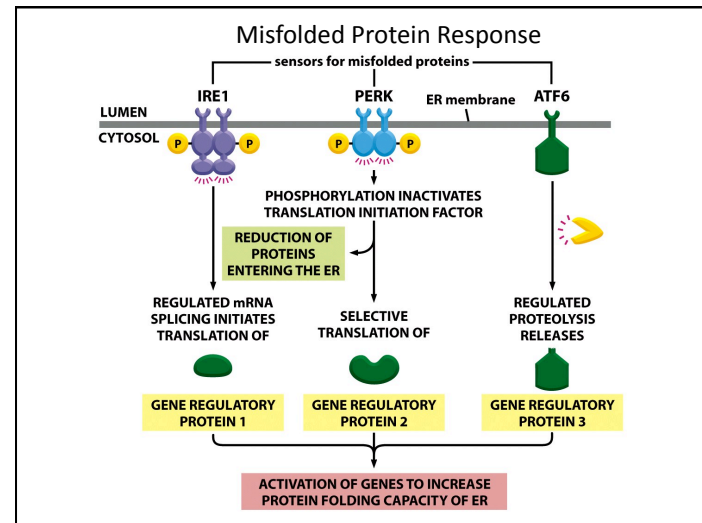 Misfolded Protein Response
sensors for misfolded proteins
IRE1
PERK
ER membrane
ATF6
LUMEN
CYTOSOL
P
P
P
P
PHOSPHORYLATION INACTIVATES
TRANSLATION INITIATION FACTOR
REDUCTION OF
PROTEINS
ENTERING THE ER
REGULATED mRNA
SPLICING INITIATES
TRANSLATION OF
SELECTIVE
TRANSLATION OF
REGULATED
PROTEOLYSIS
RELEASES
GENE REGULATORY
PROTEIN 1
GENE REGULATORY
PROTEIN 2
GENE REGULATORY
PROTEIN 3
ACTIVATION OF GENES TO INCREASE
PROTEIN FOLDING CAPACITY OF ER